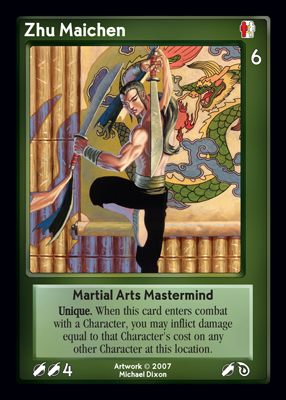 Zhu Maichen
6
Martial Arts Mastermind
Unique. When this card enters combat
with a Character, you may inflict damage
equal to that Character's cost on any
other Character at this location.
4
Artwork © 2007
Michael Dixon